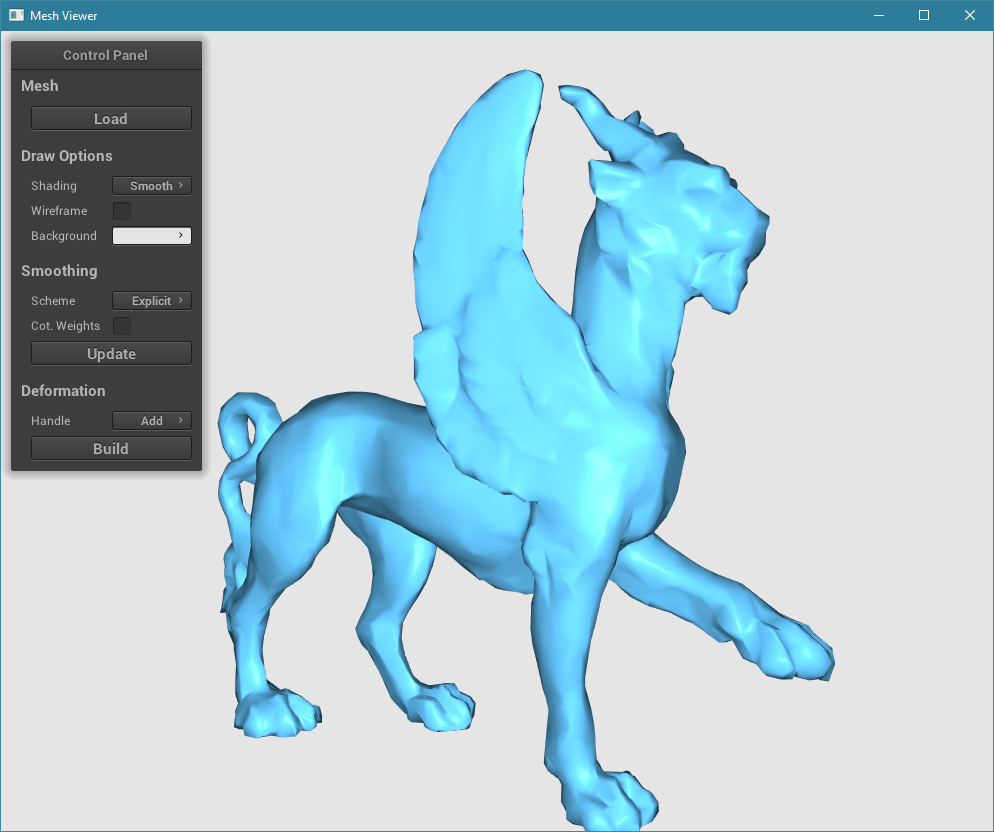 Mesh Viewer
Control Panel
Mesh
Load
Draw Options
Shading Smooth
Wireframe
Background
Smoothing
Scheme Explicit
Cot. Weights
Update
Deformation
Handle Add
Build